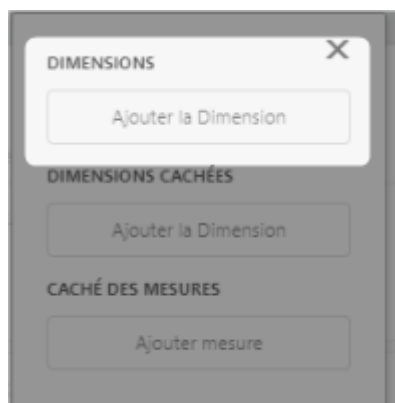 DIMENSIONS
Ajouter la Dimension
DIMENSIONS CACHÉES
Ajouter la Dimension
CACHÉ DES MESURES
Ajouter mesure